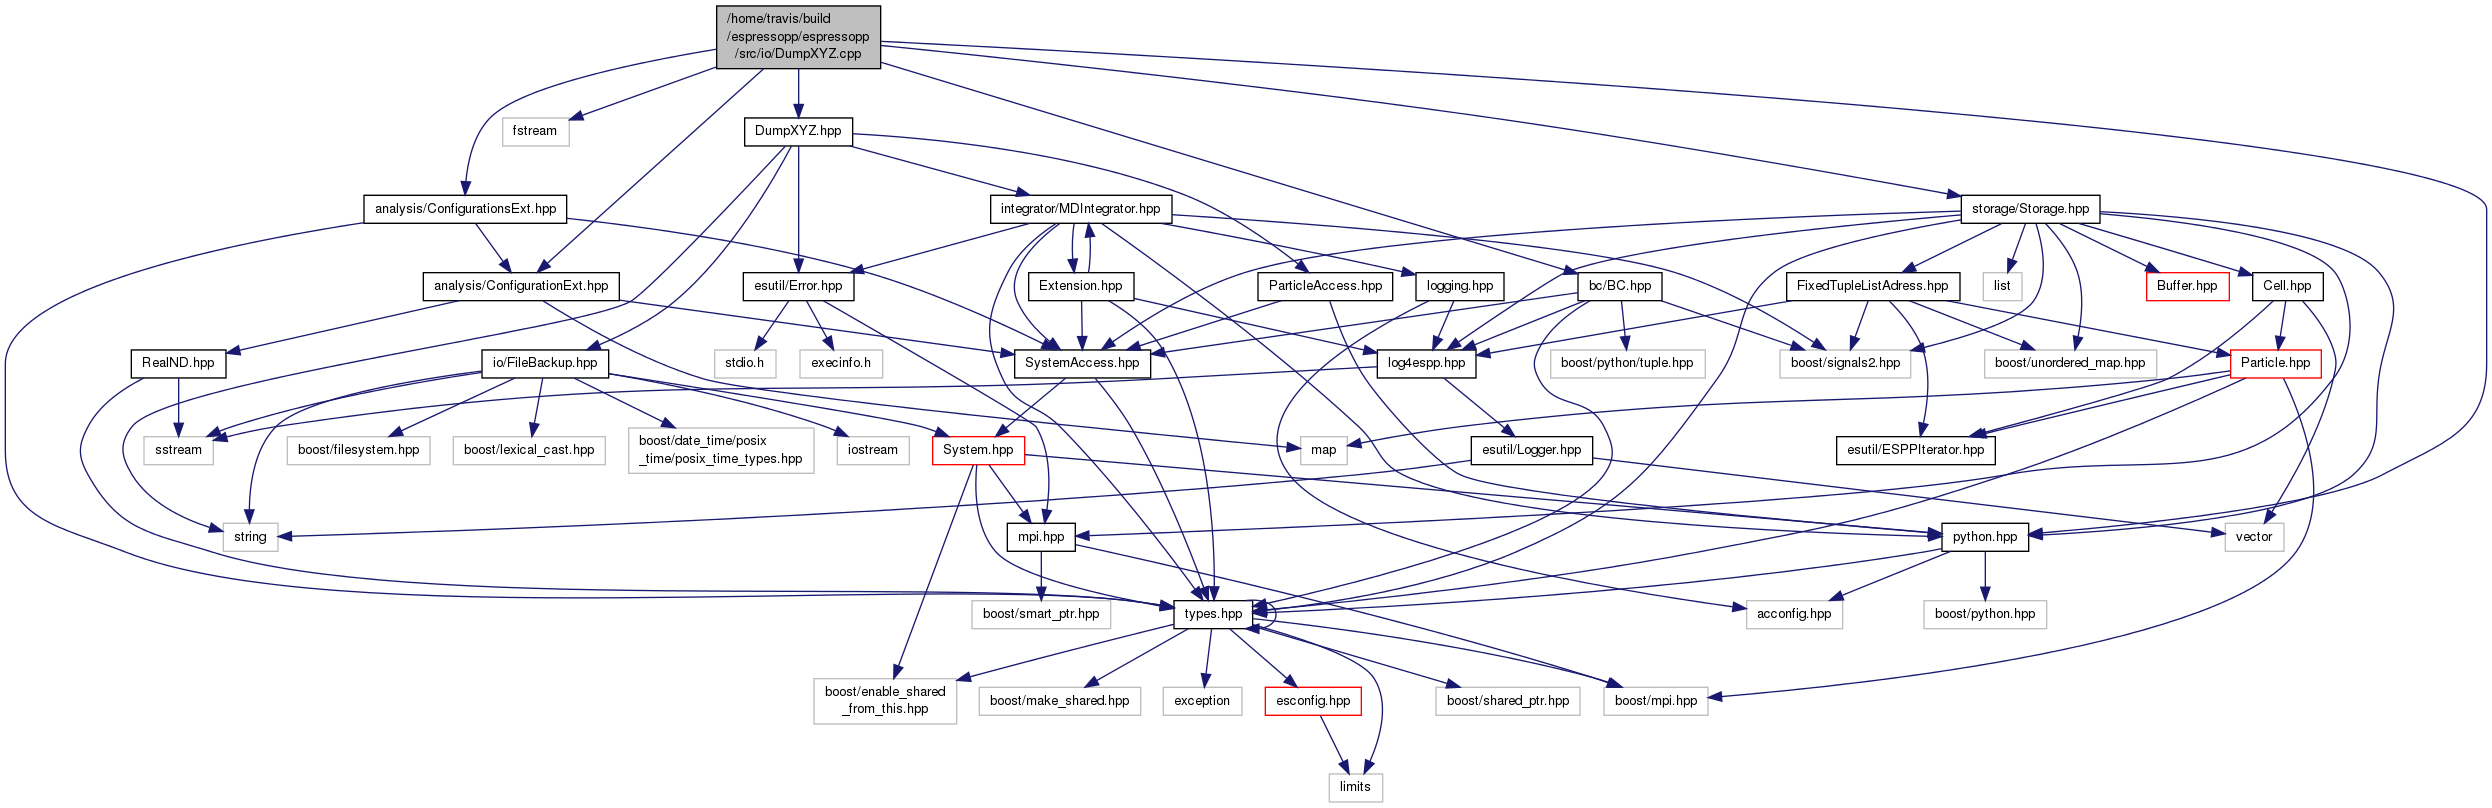 /home/travis/build
/espressopp/espressopp
/src/io/DumpXYZ.cpp
fstream
DumpXYZ.hpp
analysis/ConfigurationsExt.hpp
integrator/MDIntegrator.hpp
storage/Storage.hpp
analysis/ConfigurationExt.hpp
esutil/Error.hpp
Extension.hpp
ParticleAccess.hpp
logging.hpp
bc/BC.hpp
FixedTupleListAdress.hpp
list
Buffer.hpp
Cell.hpp
RealND.hpp
io/FileBackup.hpp
stdio.h
execinfo.h
SystemAccess.hpp
log4espp.hpp
boost/python/tuple.hpp
boost/signals2.hpp
boost/unordered_map.hpp
Particle.hpp
sstream
boost/filesystem.hpp
boost/lexical_cast.hpp
boost/date_time/posix
_time/posix_time_types.hpp
iostream
System.hpp
map
esutil/Logger.hpp
esutil/ESPPIterator.hpp
string
mpi.hpp
python.hpp
vector
boost/smart_ptr.hpp
types.hpp
acconfig.hpp
boost/python.hpp
boost/enable_shared
_from_this.hpp
boost/make_shared.hpp
exception
esconfig.hpp
boost/shared_ptr.hpp
boost/mpi.hpp
limits